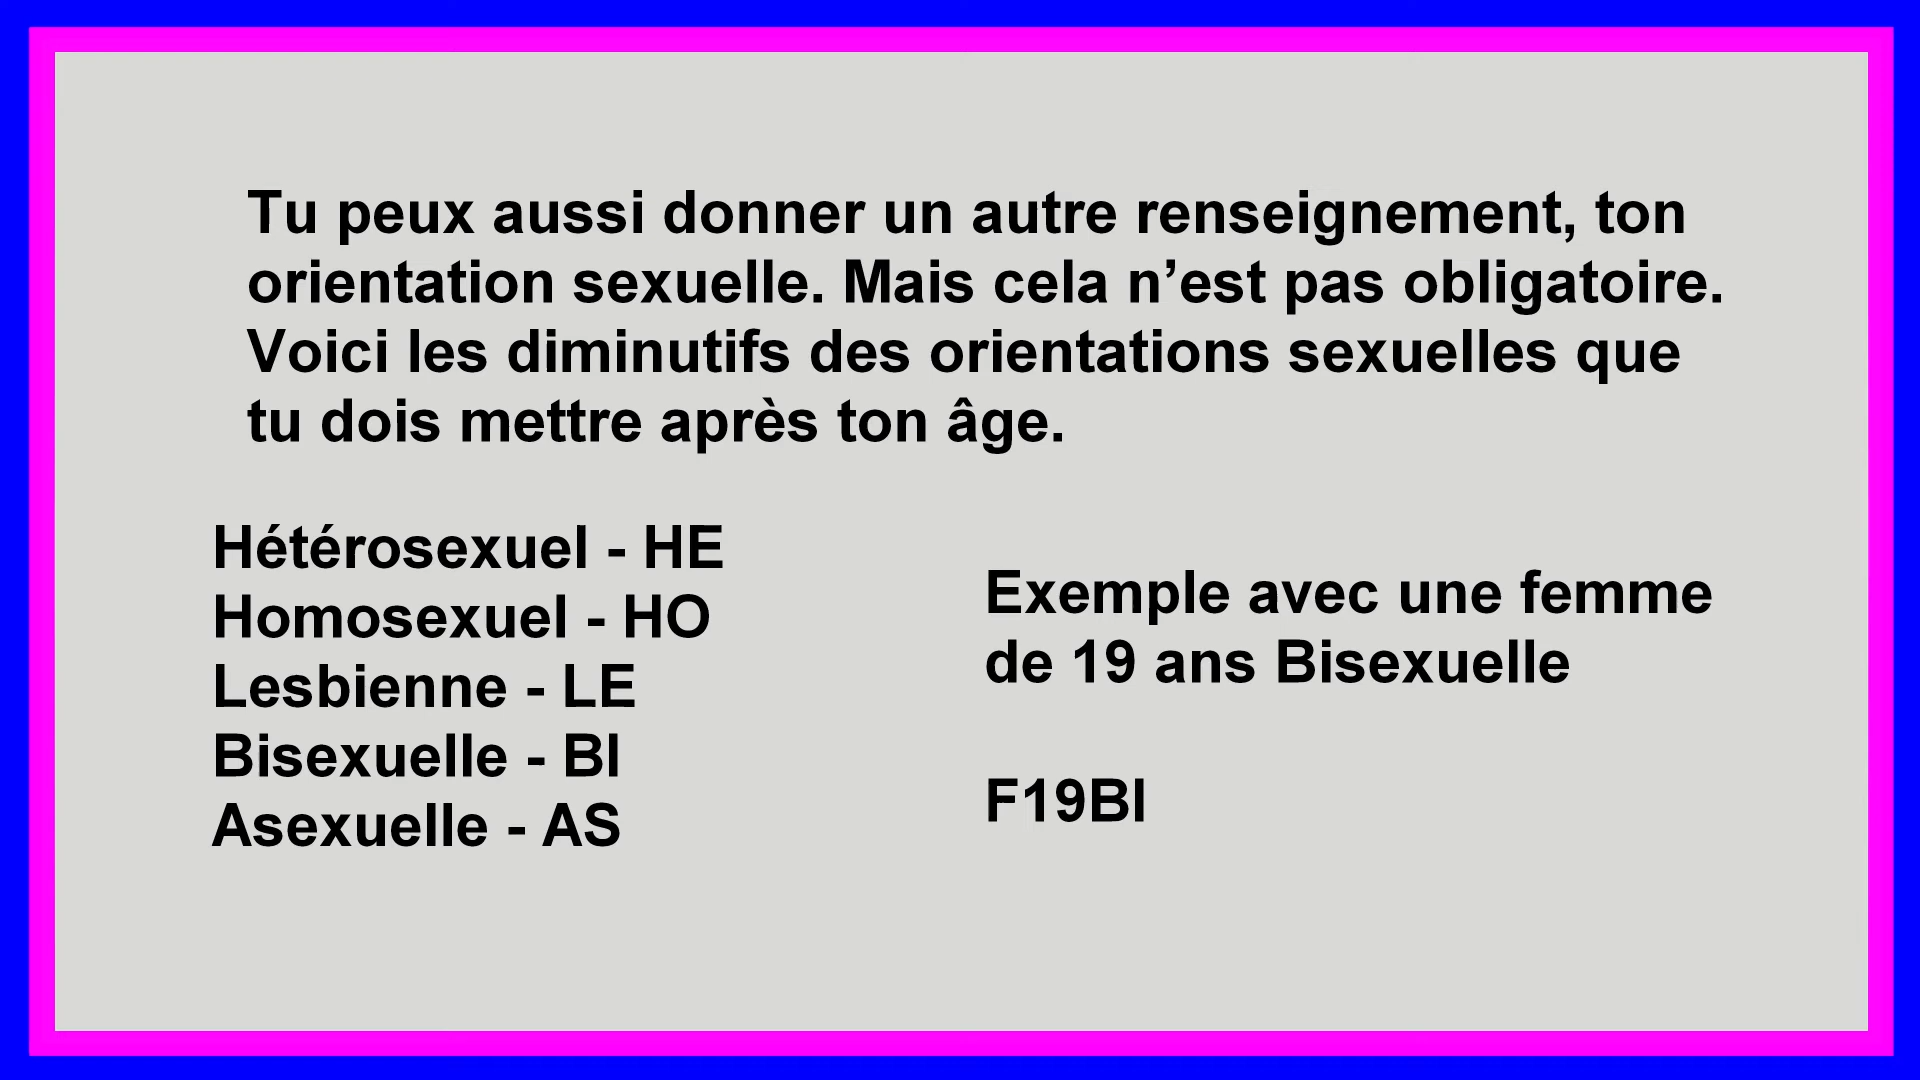 Tu peux aussi donner un autre renseignement, ton
orientation sexuelle. Mais cela n’est pas obligatoire.
Voici les diminutifs des orientations sexuelles que
tu dois mettre après ton âge.
Hétérosexuel - HE
Homosexuel - HO
Lesbienne - LE
Bisexuelle - BI
Asexuelle - AS
Exemple avec une femme
de 19 ans Bisexuelle
F19BI